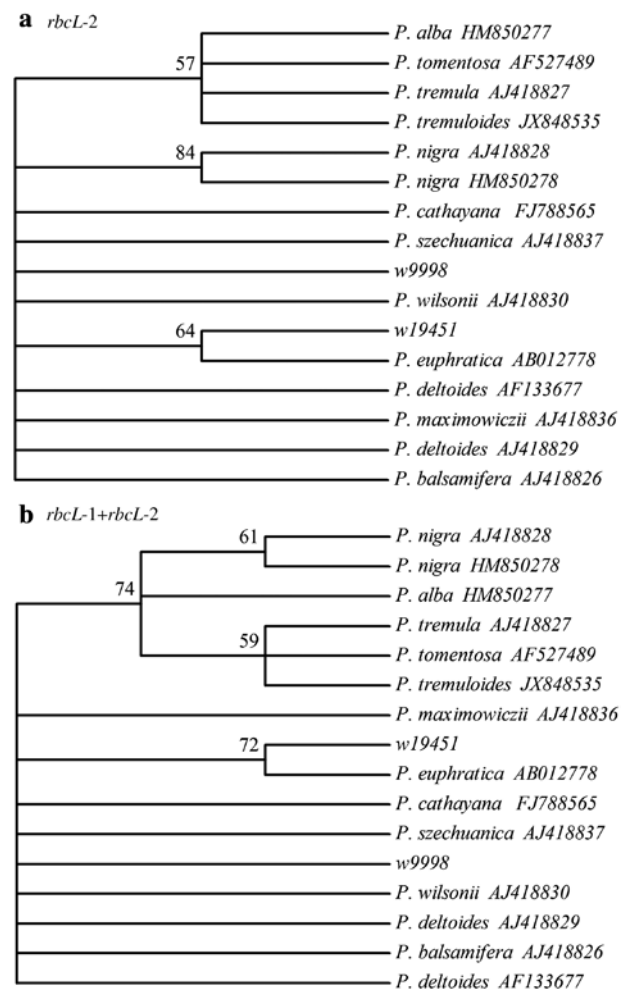 a rbcL-2
P. alba HM850277
57
P. tomentosa AF527489
P. tremula AJ418827
P. tremuloides JX848535
84
P. nigra AJ418828
P. nigra HM850278
P. cathayana FJ788565
P. szechuanica AJ418837
w9998
P. wilsonii AJ418830
64
w19451
P. euphratica AB012778
P. deltoides AF133677
P. maximowiczii AJ418836
P. deltoides AJ418829
P. balsamifera AJ418826
b rbcL-1+rbcL-2
61
P. nigra AJ418828
P. nigra HM850278
74
P. alba HM850277
P. tremula AJ418827
59
P. tomentosa AF527489
P. tremuloides JX848535
P. maximowiczii AJ418836
72
w19451
P. euphratica AB012778
P. cathayana FJ788565
P. szechuanica AJ418837
w9998
P. wilsonii AJ418830
P. deltoides AJ418829
P. balsamifera AJ418826
P. deltoides AF133677